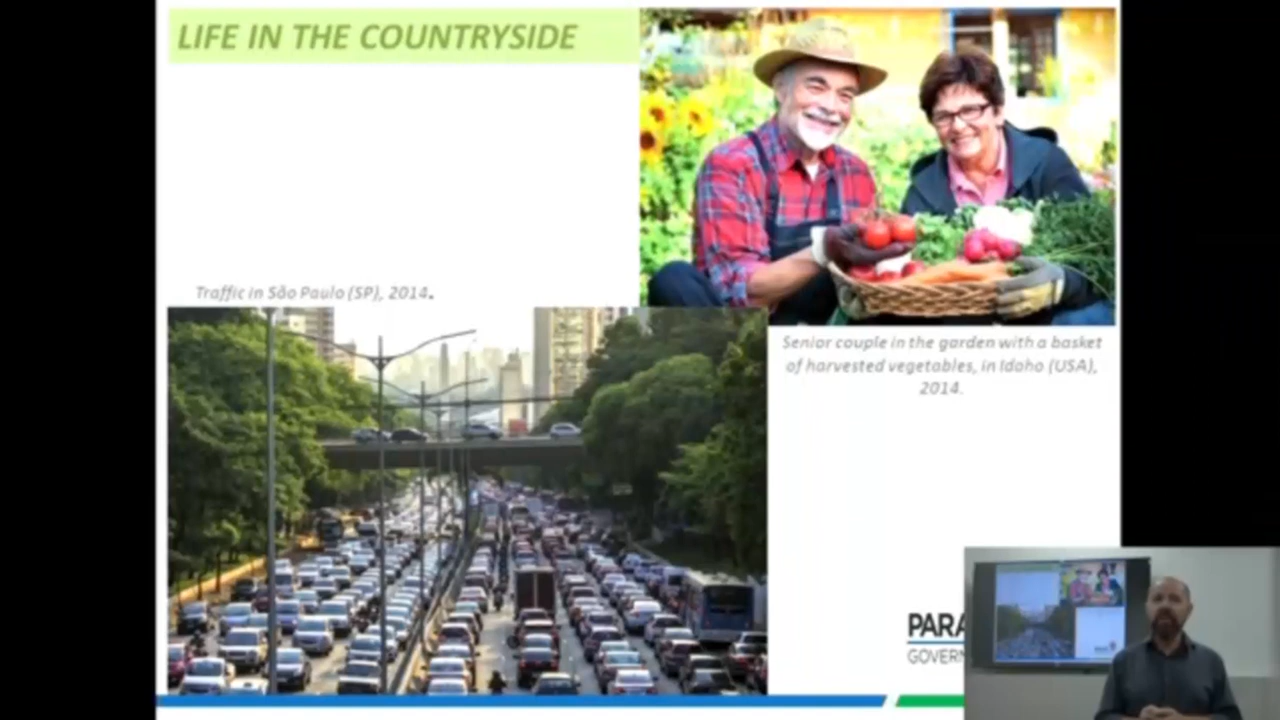 LIFE IN THE COUNTRYSIDE
Traffic in São Paulo (SP), 2014.
Senior couple in the garden with a basket
of harvested vegetables, in Idaho (USA),
2014.
PARA
GOVERN